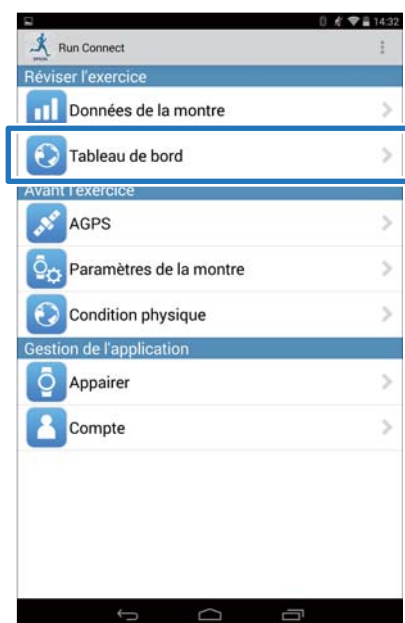 14:32
Run Connect
EPSON
Réviser l'exercice
Données de la montre
Tableau de bord
Avant l'exercice
AGPS
Paramètres de la montre
Condition physique
Gestion de l'application
Appairer
Compte